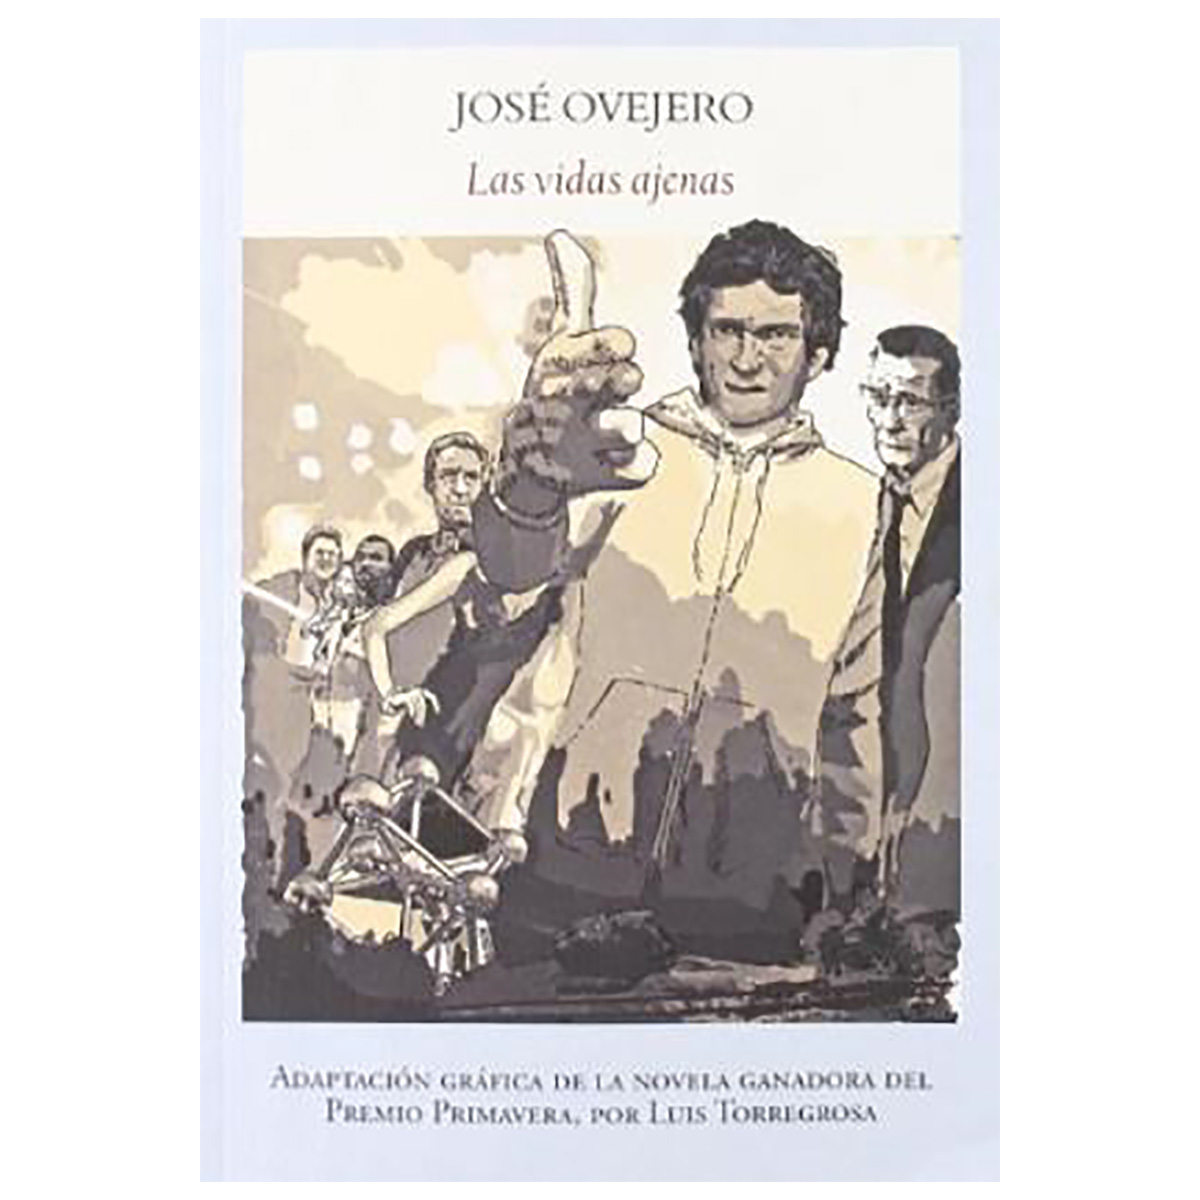 JOSÉ OVEJERO
Las vidas ajenas
ADAPTACIÓN GRÁFICA DE LA NOVELA GANADORA DEL
PREMIO PRIMAVERA, POR LUIS TORREGROSA